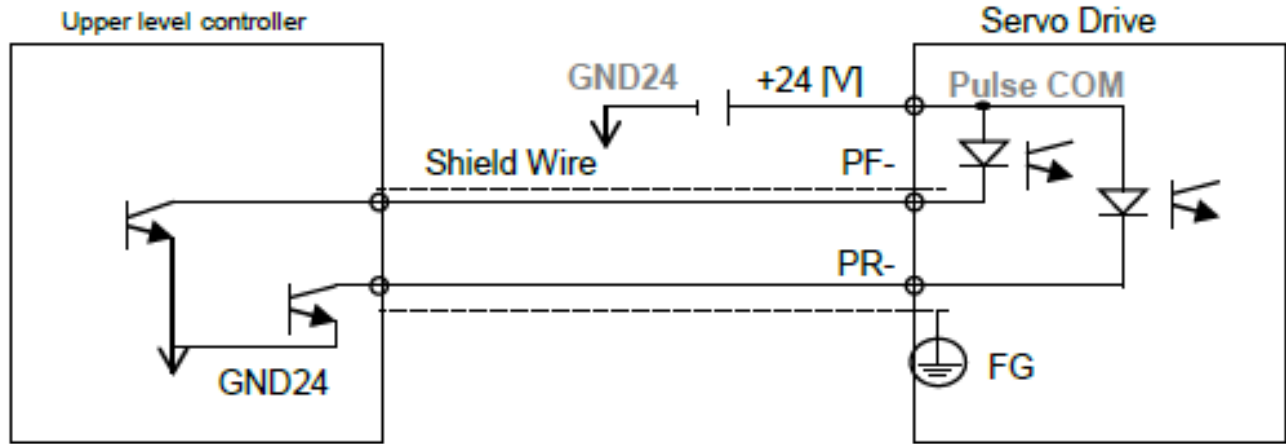 Upper level controller
Servo Drive
GND24
+24 [V]
Pulse COM
Shield Wire
PF-
PR-
GND24
FG